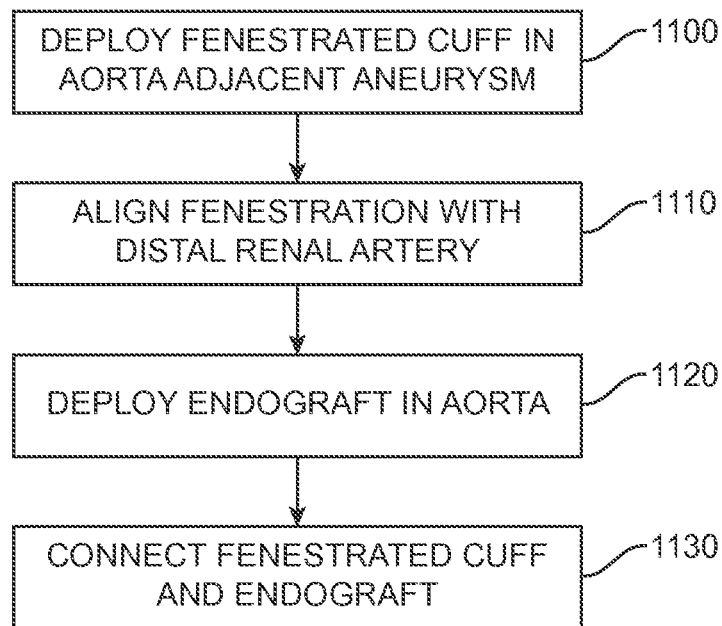 DEPLOY FENESTRATED CUFF IN
AORTA ADJACENT ANEURYSM
1100
ALIGN FENESTRATION WITH
DISTAL RENAL ARTERY
1110
DEPLOY ENDOGRAFT IN AORTA
1120
CONNECT FENESTRATED CUFF
AND ENDOGRAFT
1130